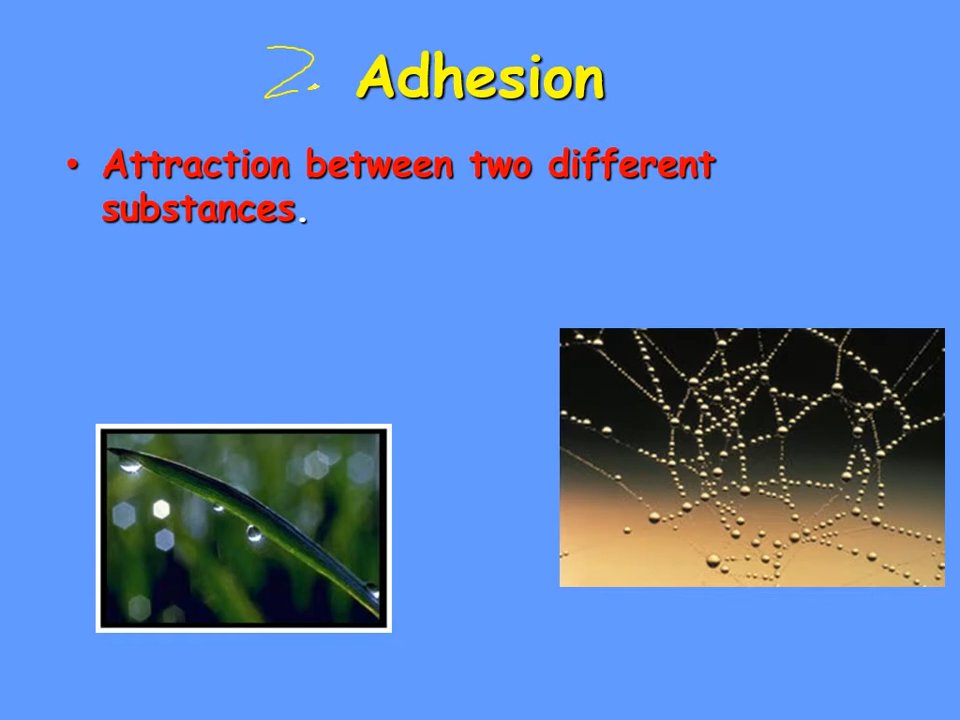 2. Adhesion
• Attraction between two different
substances.